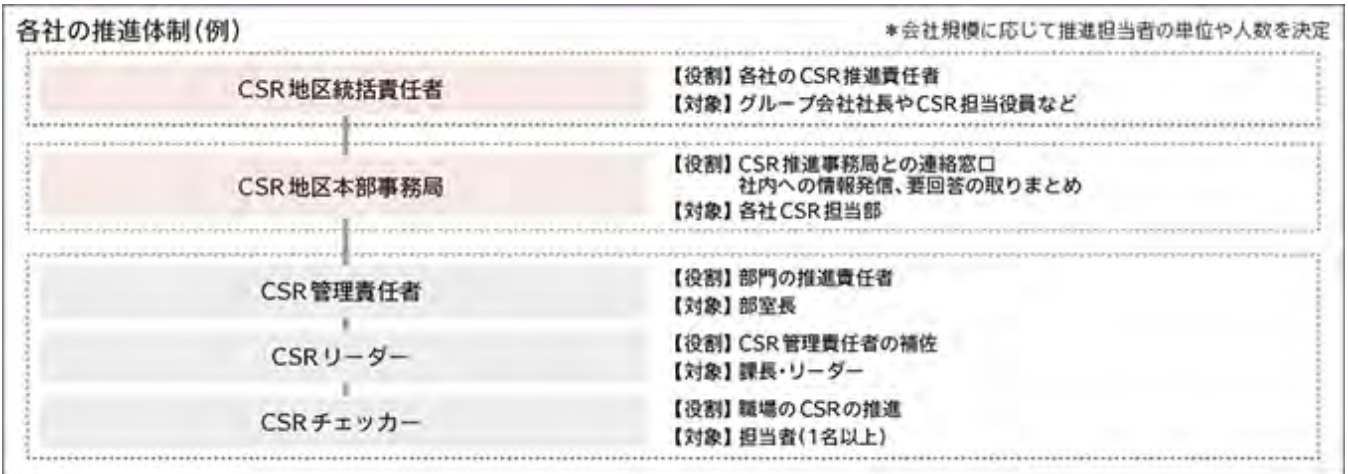 各社の推進体制(例)
*会社規模に応じて推進担当者の単位や人数を決定
CSR地区統括責任者
【役割】各社のCSR推進責任者
【対象】グループ会社社長やCSR担当役員など
CSR地区本部事務局
【役割】CSR推進事務局との連絡窓口
社内への情報発信、要回答の取りまとめ
【対象】各社CSR担当部
CSR管理責任者
【役割】部門の推進責任者
【対象】部室長
CSRリーダー
【役割】CSR管理責任者の補佐
【対象】課長・リーダー
CSRチェッカー
【役割】職場のCSRの推進
【対象】担当者(1名以上)